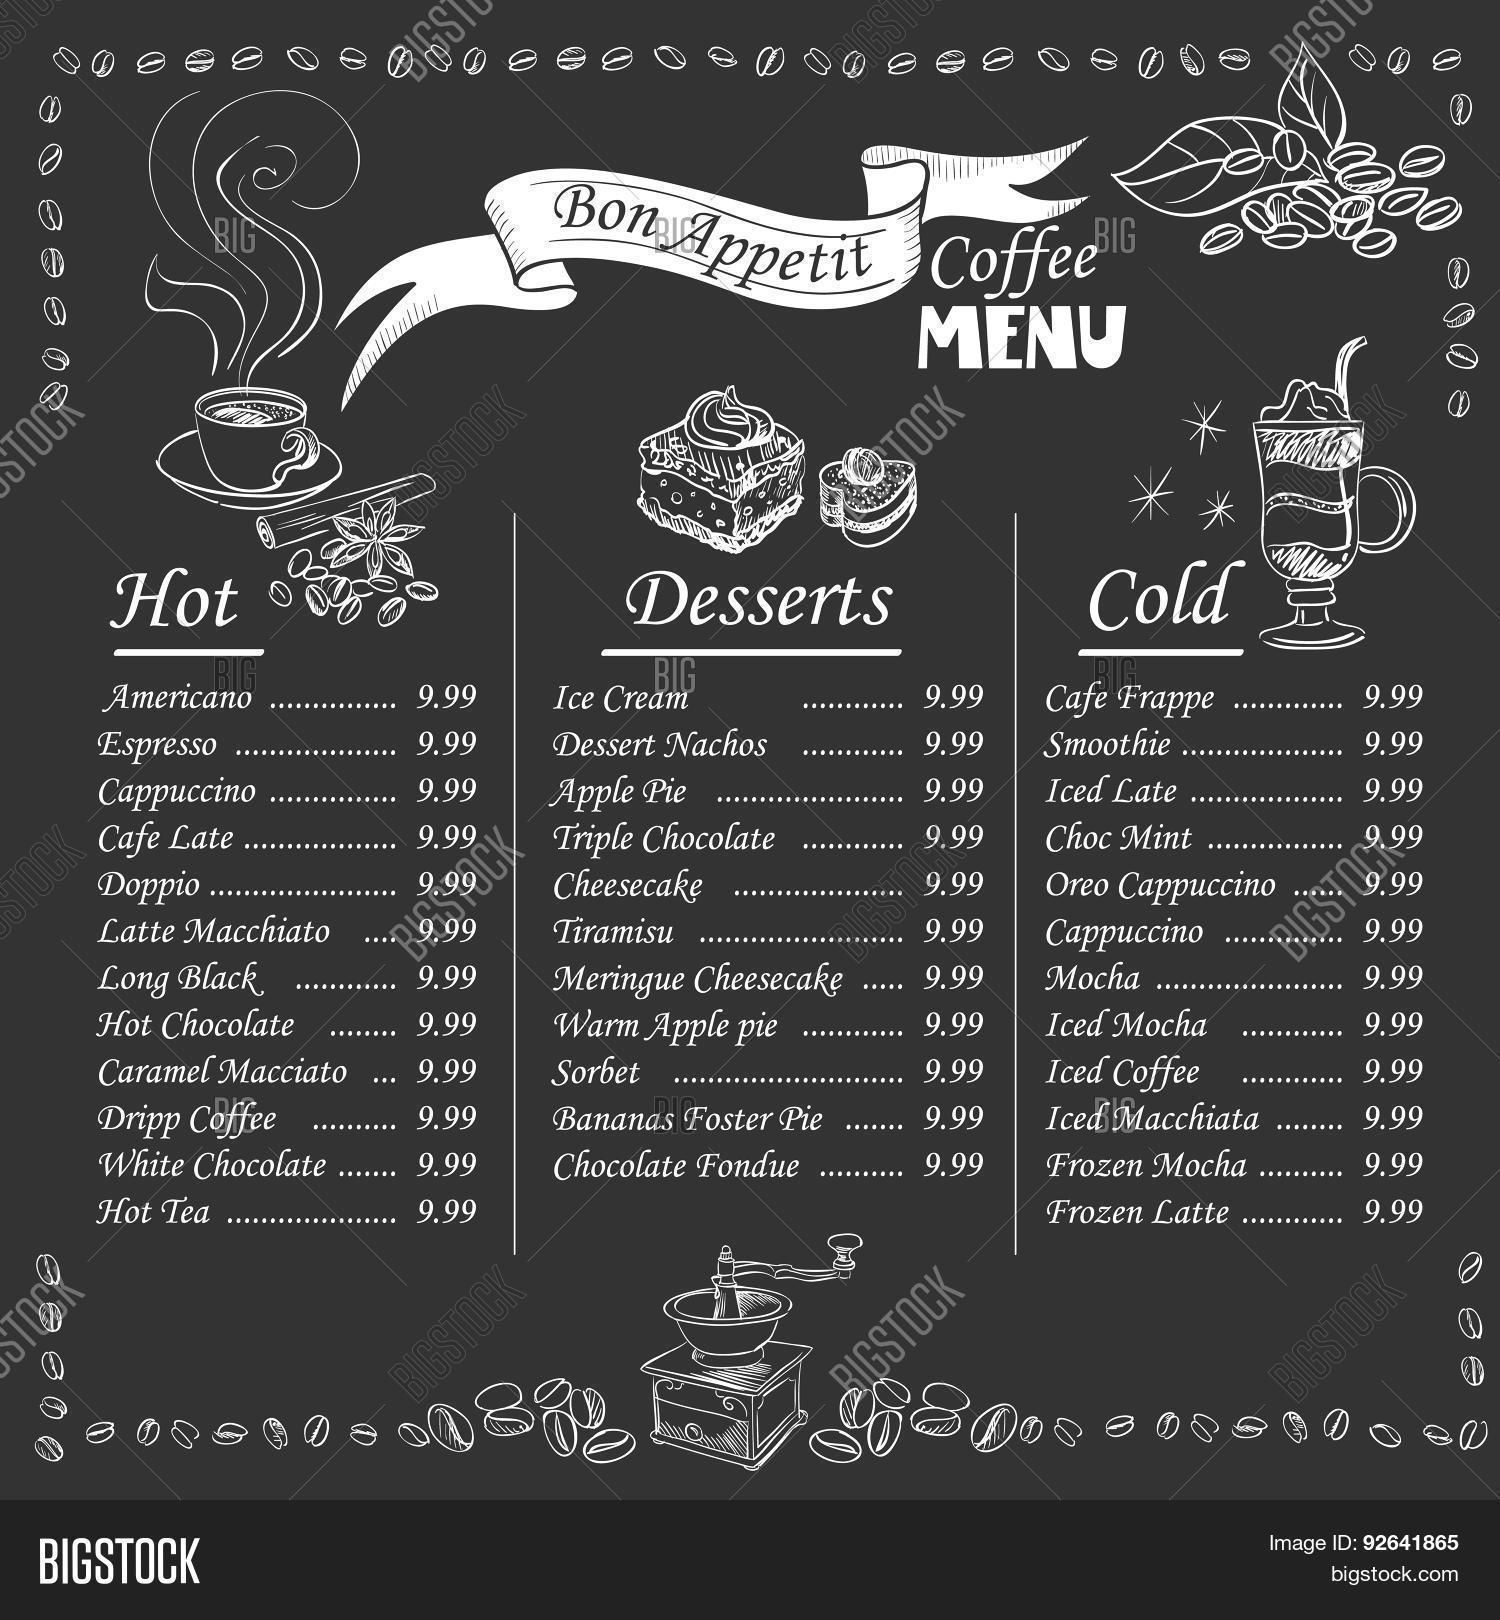 Bon Appetit
Coffee
MENU
Hot
Americano ............... 9.99
Espresso ................... 9.99
Cappuccino ............... 9.99
Cafe Late .................. 9.99
Doppio ...................... 9.99
Latte Macchiato .... 9.99
Long Black ............ 9.99
Hot Chocolate ........ 9.99
Caramel Macciato ... 9.99
Dripp Coffee .......... 9.99
White Chocolate ....... 9.99
Hot Tea .................... 9.99
Desserts
Ice Cream ............ 9.99
Dessert Nachos ............ 9.99
Apple Pie ...................... 9.99
Triple Chocolate ............ 9.99
Cheesecake .................... 9.99
Tiramisu ........................ 9.99
Meringue Cheesecake ..... 9.99
Warm Apple pie ............ 9.99
Sorbet ........................... 9.99
Bananas Foster Pie ....... 9.99
Chocolate Fondue .......... 9.99
Cold
Cafe Frappe ............. 9.99
Smoothie ................... 9.99
Iced Late .................. 9.99
Choc Mint ................ 9.99
Oreo Cappuccino ...... 9.99
Cappuccino .............. 9.99
Mocha ...................... 9.99
Iced Mocha ............ 9.99
Iced Coffee ............ 9.99
Iced Macchiata ........ 9.99
Frozen Mocha .......... 9.99
Frozen Latte ............ 9.99
BIGSTOCK
Image ID: 92641865
bigstock.com